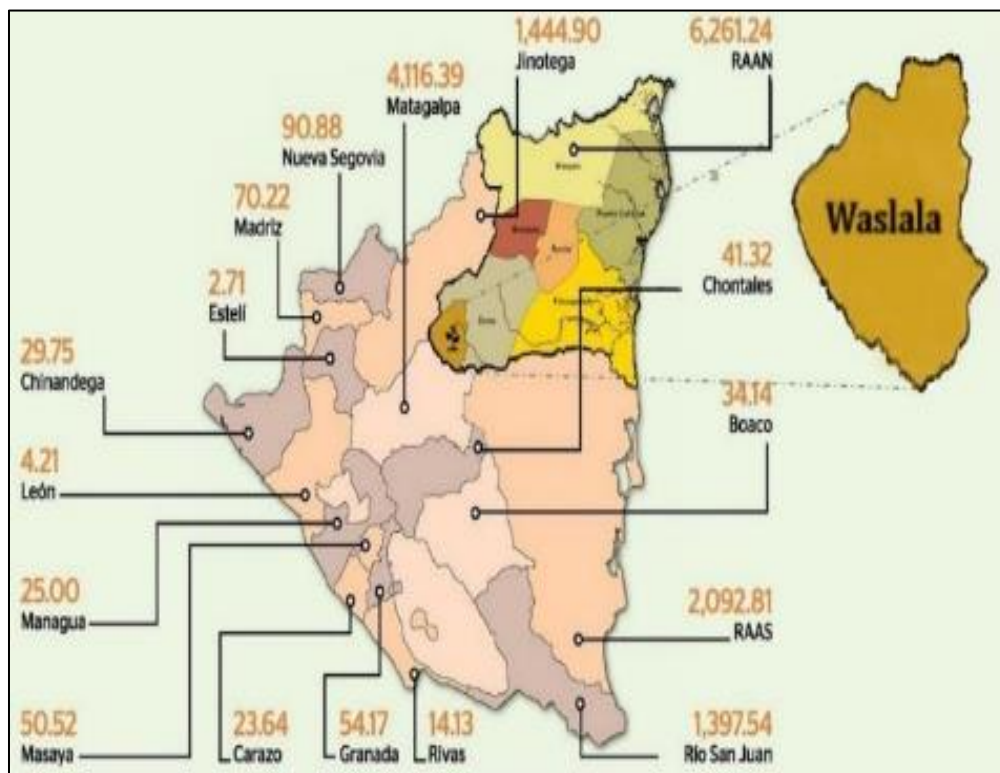 1,444.90
Jinotega
6,261.24
RAAN
4,116.39
Matagalpa
90.88
Nueva Segovia
70.22
Madriz
2.71
Estelí
29.75
Chinandega
4.21
León
25.00
Managua
50.52
Masaya
23.64
Carazo
54.17
Granada
14.13
Rivas
Waslala
41.32
Chontales
34.14
Boaco
2,092.81
RAAS
1,397.54
Río San Juan